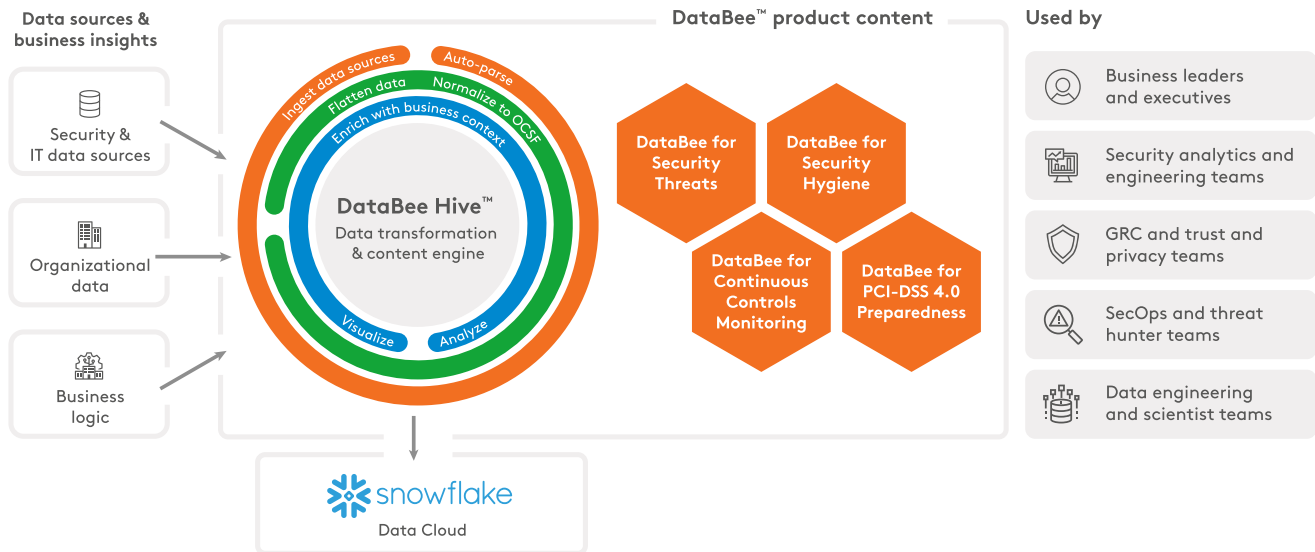 Data sources &
business insights
Security &
IT data sources
Organizational
data
Business
logic
DataBee™ product content
Ingest data sources
Auto-parse
Flatten data
Normalize to OCSF
Enrich with business context
DataBee Hive™
Data transformation
& content engine
Visualize
Analyze
DataBee for
Security
Threats
DataBee for
Security
Hygiene
DataBee for
Continuous
Controls
Monitoring
DataBee for
PCI-DSS 4.0
Preparedness
snowflake
Data Cloud
Used by
Business leaders
and executives
Security analytics and
engineering teams
GRC and trust and
privacy teams
SecOps and threat
hunter teams
Data engineering
and scientist teams